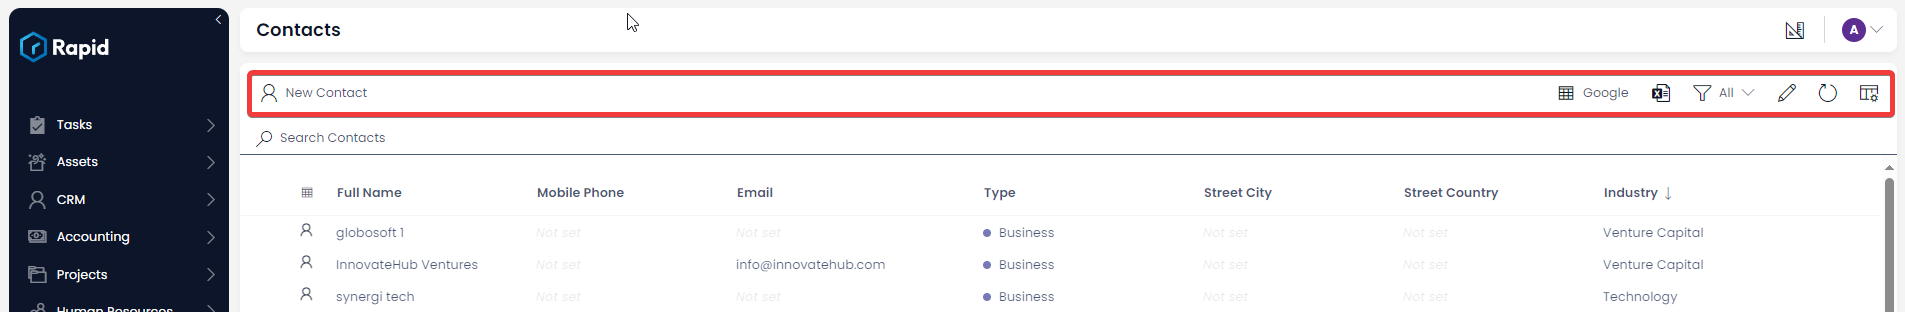 Rapid
Contacts
A
New Contact
Google
All
Search Contacts
Tasks
Assets
CRM
Accounting
Projects
Human Resources
Full Name Mobile Phone Email Type Street City Street Country Industry ↓
globosoft 1 Not set Not set Business Not set Not set Venture Capital
InnovateHub Ventures Not set info@innovatehub.com Business Not set Not set Venture Capital
synergi tech Not set Not set Business Not set Not set Technology